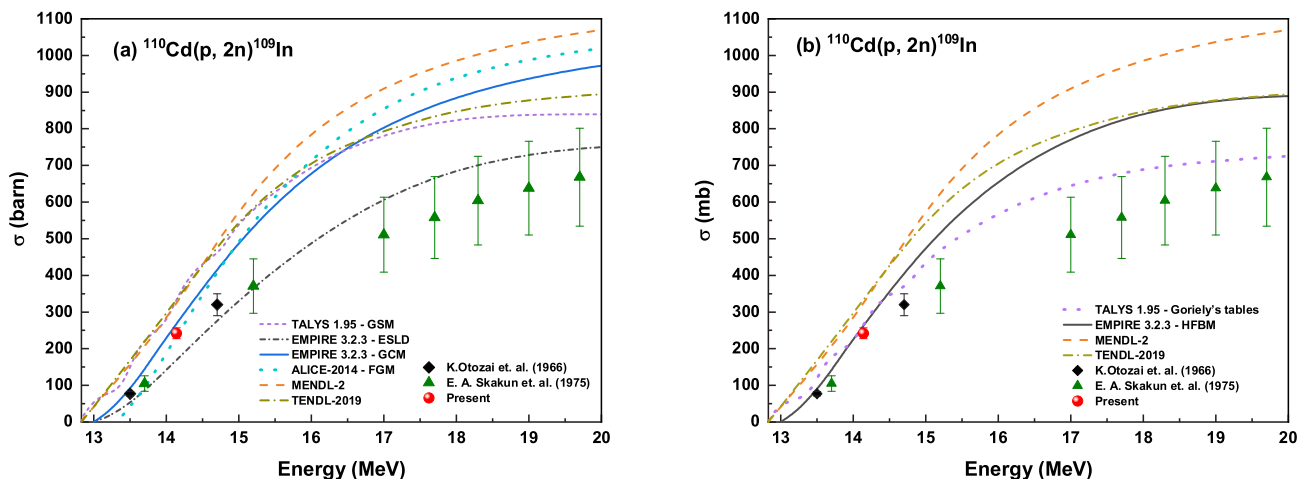 (a) ¹¹⁰Cd(p, 2n)¹⁰⁹In
σ (barn)
1100
1000
900
800
700
600
500
400
300
200
100
0
13 14 15 16 17 18 19 20
Energy (MeV)
TALYS 1.95 - GSM
EMPIRE 3.2.3 - ESLD
EMPIRE 3.2.3 - GCM
ALICE-2014 - FGM
MENDL-2
TENDL-2019
K.Otozai et. al. (1966)
E. A. Skakun et. al. (1975)
Present
(b) ¹¹⁰Cd(p, 2n)¹⁰⁹In
σ (mb)
1100
1000
900
800
700
600
500
400
300
200
100
0
13 14 15 16 17 18 19 20
Energy (MeV)
TALYS 1.95 - Goriely's tables
EMPIRE 3.2.3 - HFBM
MENDL-2
TENDL-2019
K.Otozai et. al. (1966)
E. A. Skakun et. al. (1975)
Present